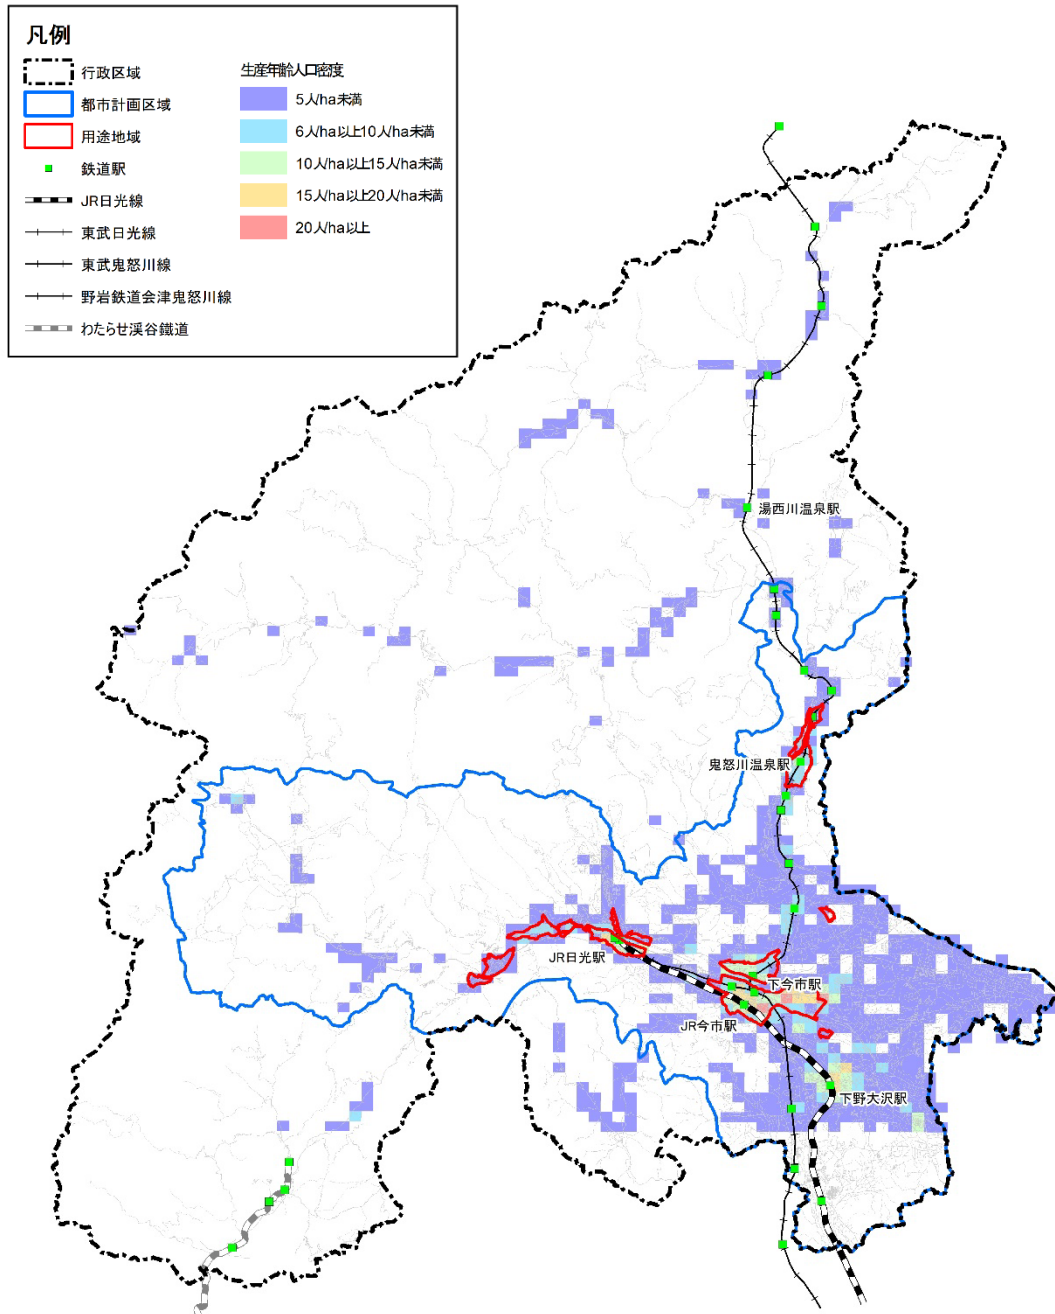 凡例
行政区域
都市計画区域
用途地域
鉄道駅
JR日光線
東武日光線
東武鬼怒川線
野岩鉄道会津鬼怒川線
わたらせ渓谷鐵道
生産年齢人口密度
5人/ha未満
6人/ha以上10人/ha未満
10人/ha以上15人/ha未満
15人/ha以上20人/ha未満
20人/ha以上
湯西川温泉駅
鬼怒川温泉駅
JR日光駅
下今市駅
JR今市駅
下野大沢駅